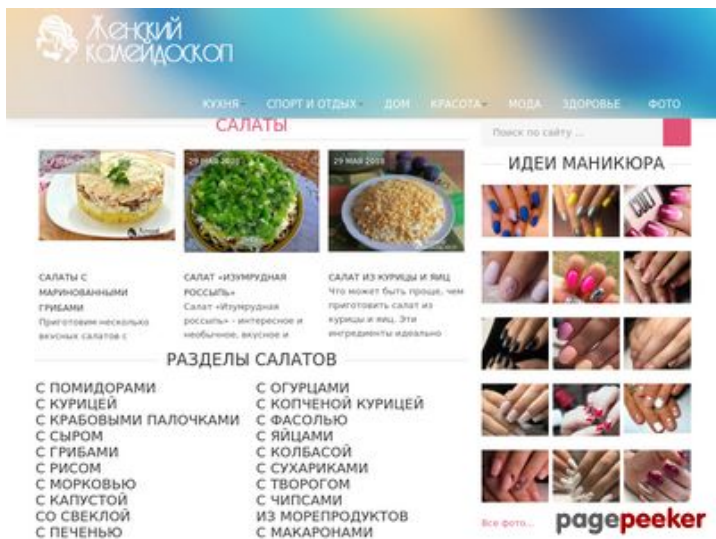 Женский
калейдоскоп
КУХНЯ СПОРТ И ОТДЫХ ДОМ КРАСОТА МОДА ЗДОРОВЬЕ ФОТО
САЛАТЫ
Поиск по сайту ...
ИДЕИ МАНИКЮРА
29 МАЯ 2018
29 МАЯ 2018
САЛАТЫ С
МАРИНОВАННЫМИ
ГРИБАМИ
Приготовим несколько
вкусных салатов с
САЛАТ «ИЗУМРУДНАЯ
РОССЫПЬ»
Салат «Изумрудная
россыпь» - интересное и
необычное, вкусное и
САЛАТ ИЗ КУРИЦЫ И ЯИЦ
Что может быть проще, чем
приготовить салат из
курицы и яиц. Эти
ингредиенты идеально
РАЗДЕЛЫ САЛАТОВ
С ПОМИДОРАМИ
С КУРИЦЕЙ
С КРАБОВЫМИ ПАЛОЧКАМИ
С СЫРОМ
С ГРИБАМИ
С РИСОМ
С МОРКОВЬЮ
С КАПУСТОЙ
СО СВЕКЛОЙ
С ПЕЧЕНЬЮ
С ОГУРЦАМИ
С КОПЧЕНОЙ КУРИЦЕЙ
С ФАСОЛЬЮ
С ЯЙЦАМИ
С КОЛБАСОЙ
С СУХАРИКАМИ
С ТВОРОГОМ
С ЧИПСАМИ
ИЗ МОРЕПРОДУКТОВ
С МАКАРОНАМИ
CULT
Все фото...
pagepeeker